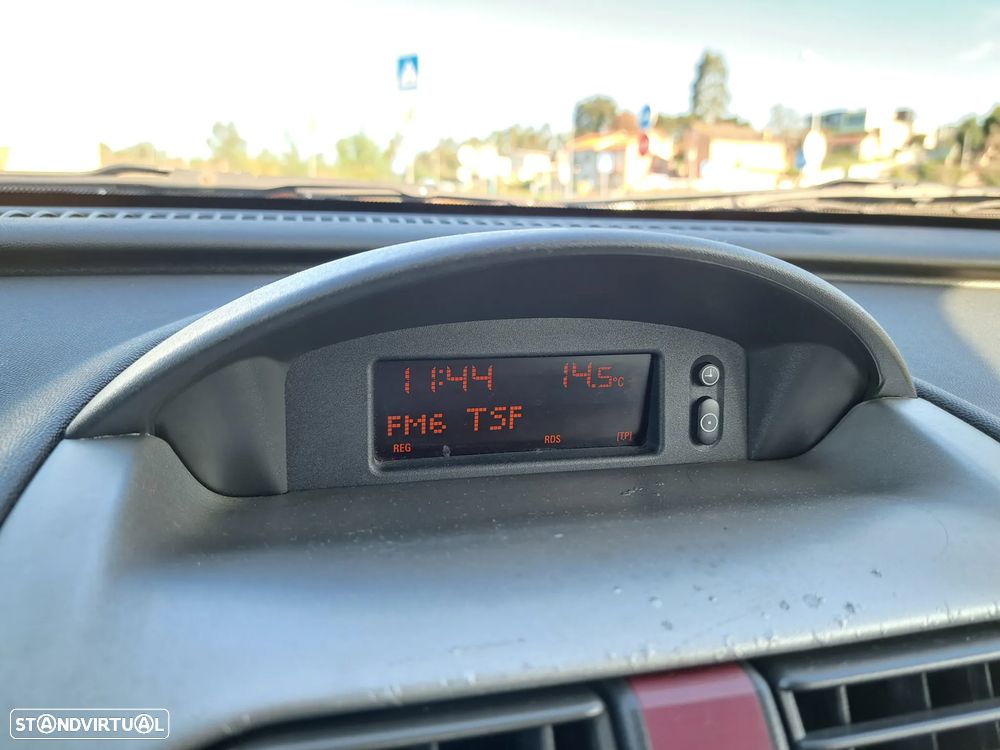 11:44 14.5°C
FM6 TSF
REG RDS [TP]
STANDVIRTUAL